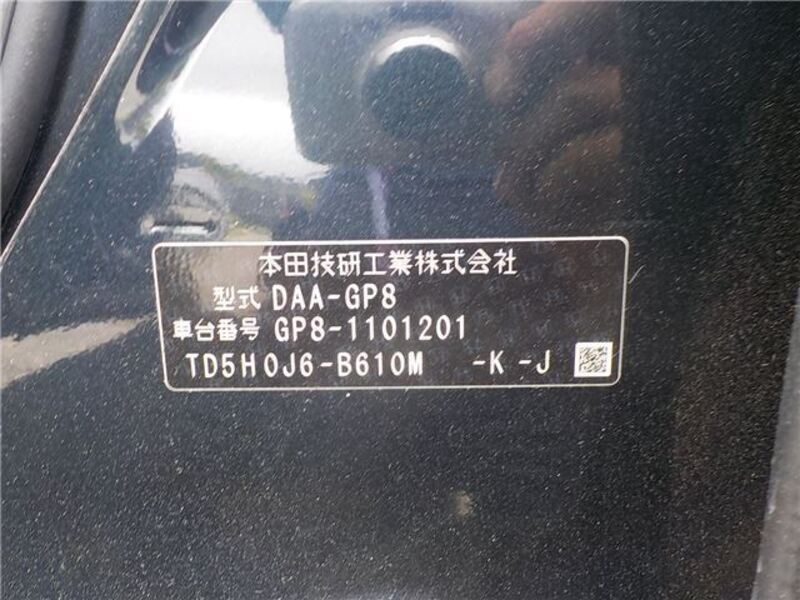 本田技研工業株式会社
型式 DAA-GP8
車台番号 GP8-1101201
TD5H0J6-B610M -K -J